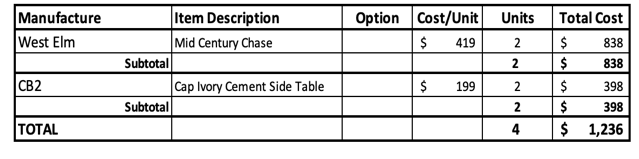 Manufacture Item Description Option Cost/Unit Units Total Cost
West Elm Mid Century Chase $ 419 2 $ 838
Subtotal 2 $ 838
CB2 Cap Ivory Cement Side Table $ 199 2 $ 398
Subtotal 2 $ 398
TOTAL 4 $ 1,236